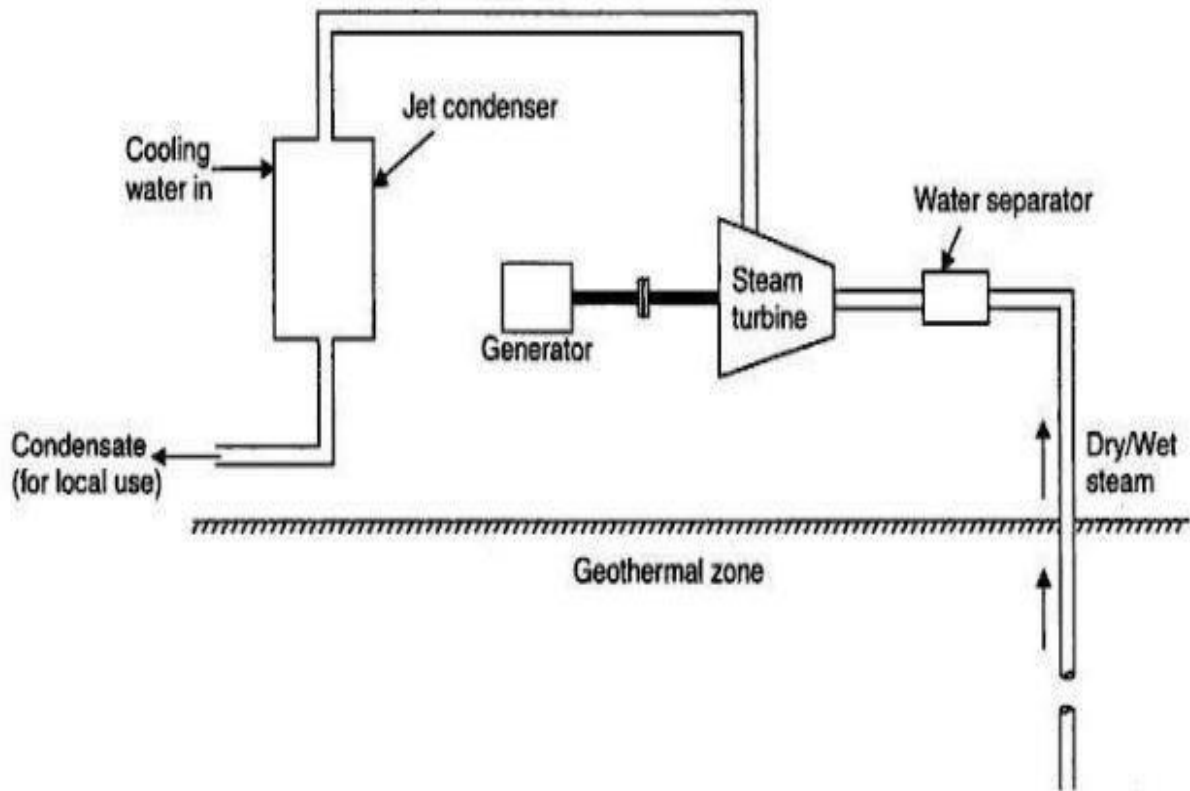 Jet condenser
Cooling
water in
Water separator
Steam
turbine
Generator
Condensate
(for local use)
Dry/Wet
steam
Geothermal zone